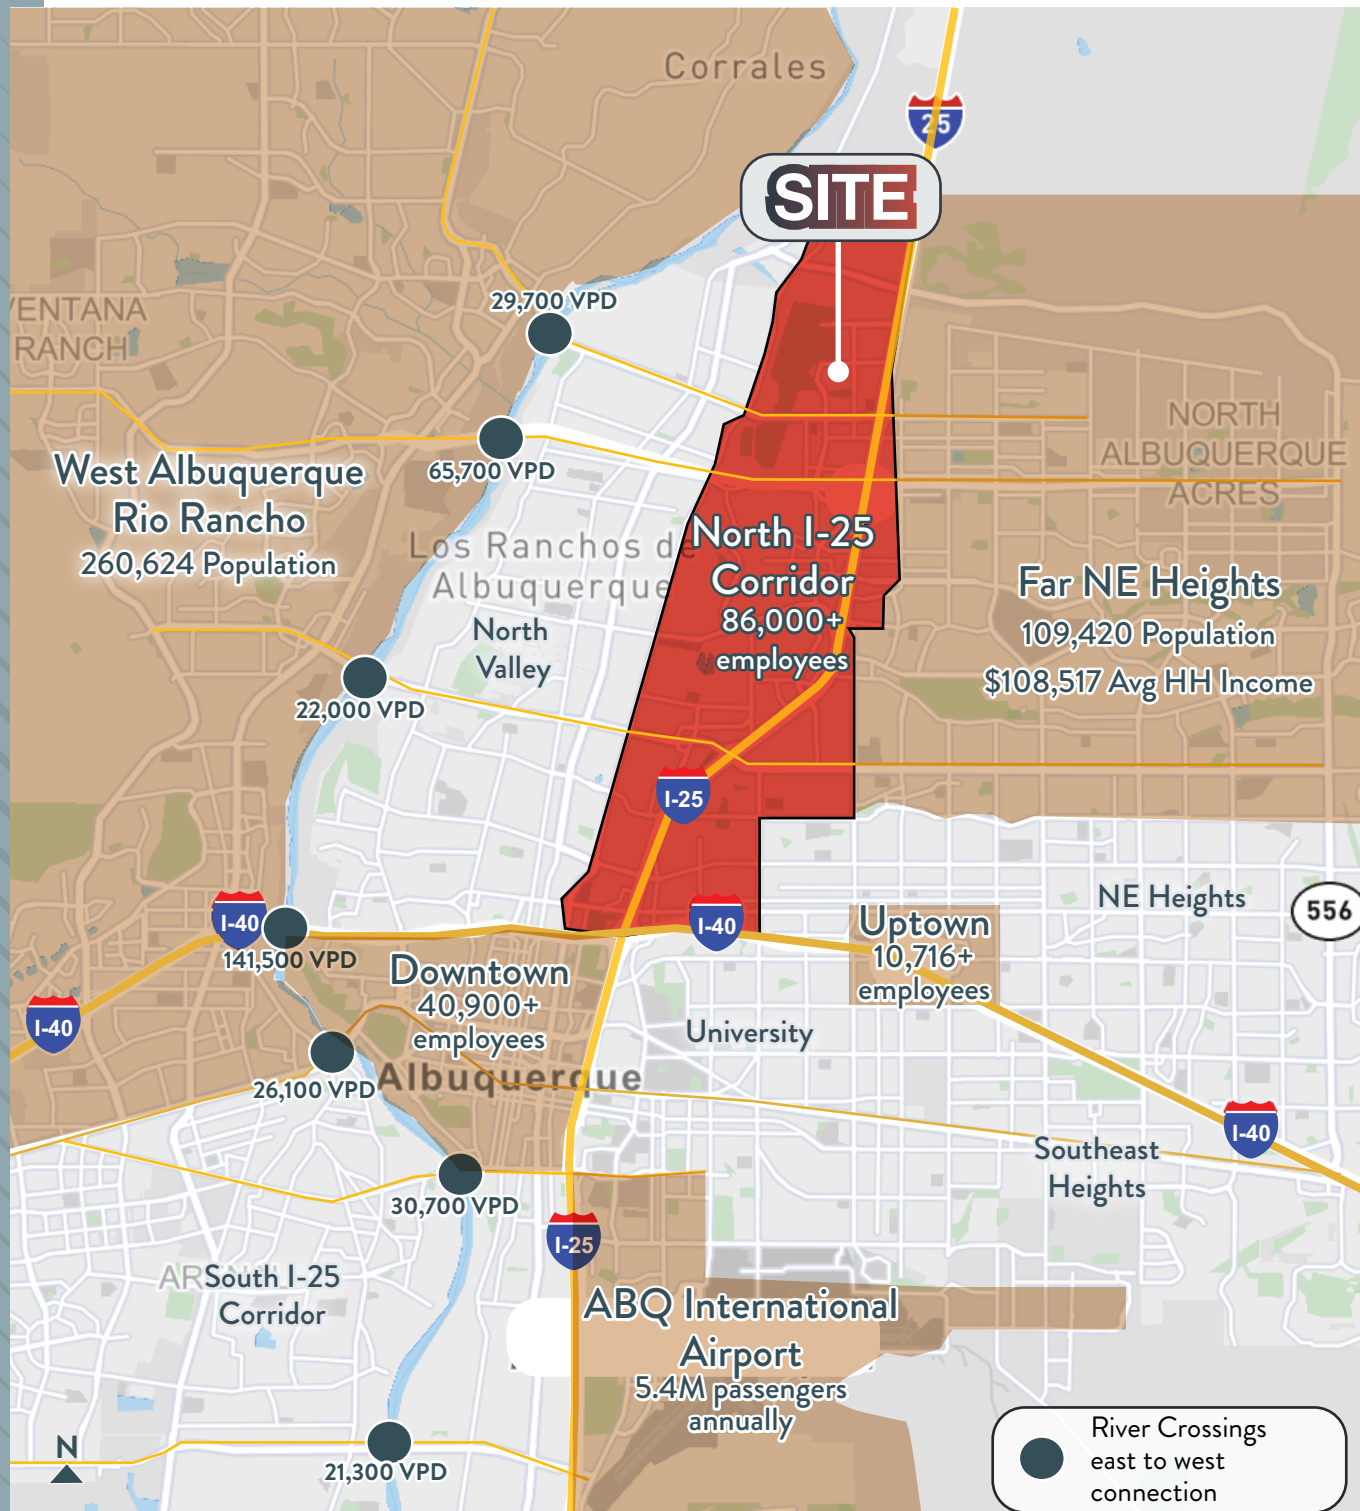 Corrales
25
SITE
29,700 VPD
VENTANA
RANCH
65,700 VPD
NORTH
ALBUQUERQUE
ACRES
West Albuquerque
Rio Rancho
260,624 Population
Los Ranchos de
Albuquerque
North
Valley
North I-25
Corridor
86,000+
employees
Far NE Heights
109,420 Population
$108,517 Avg HH Income
22,000 VPD
I-25
NE Heights
556
I-40
I-40
141,500 VPD
Uptown
10,716+
employees
Downtown
40,900+
employees
I-40
University
Albuquerque
26,100 VPD
I-40
Southeast
Heights
30,700 VPD
I-25
South I-25
Corridor
ABQ International
Airport
5.4M passengers
annually
River Crossings
east to west
connection
N
21,300 VPD